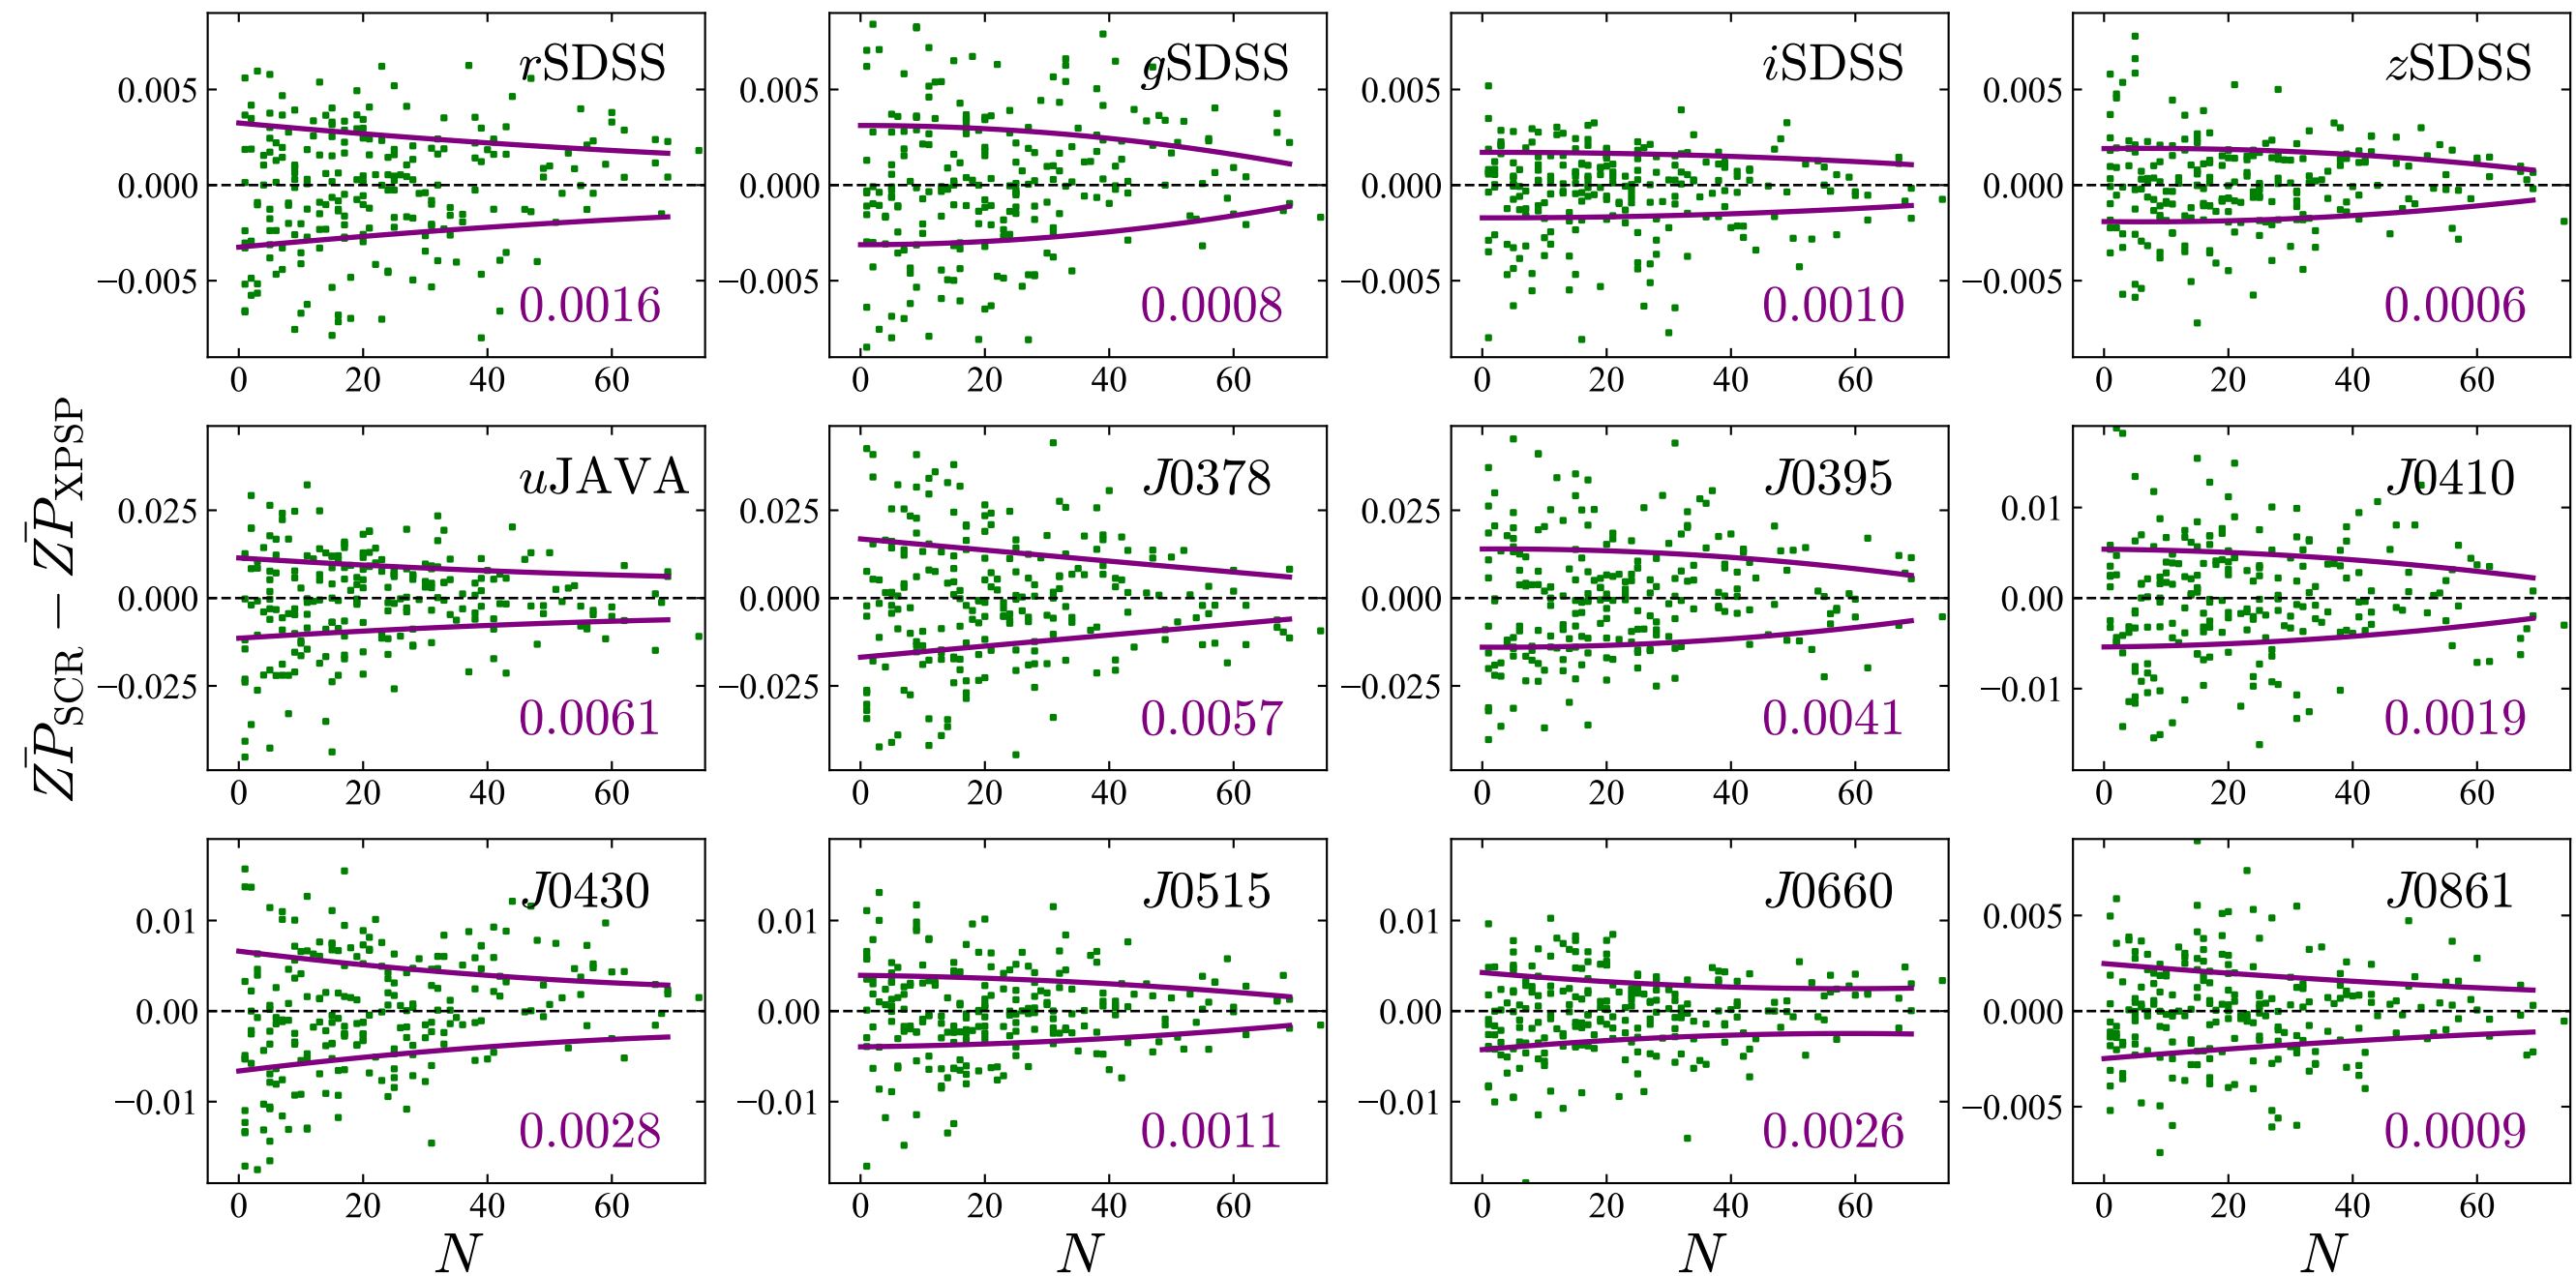 rSDSS gSDSS iSDSS zSDSS
0.005 0.005 0.005 0.005
0.000 0.000 0.000 0.000
−0.005 −0.005 −0.005 −0.005
0.0016 0.0008 0.0010 0.0006
0 20 40 60 0 20 40 60 0 20 40 60 0 20 40 60
Z̄P̄SCR − Z̄P̄XPSP
uJAVA J0378 J0395 J0410
0.025 0.025 0.025 0.01
0.000 0.000 0.000 0.00
−0.025 −0.025 −0.025 −0.01
0.0061 0.0057 0.0041 0.0019
0 20 40 60 0 20 40 60 0 20 40 60 0 20 40 60
J0430 J0515 J0660 J0861
0.01 0.01 0.01 0.005
0.00 0.00 0.00 0.000
−0.01 −0.01 −0.01 −0.005
0.0028 0.0011 0.0026 0.0009
0 20 40 60 0 20 40 60 0 20 40 60 0 20 40 60
N N N N